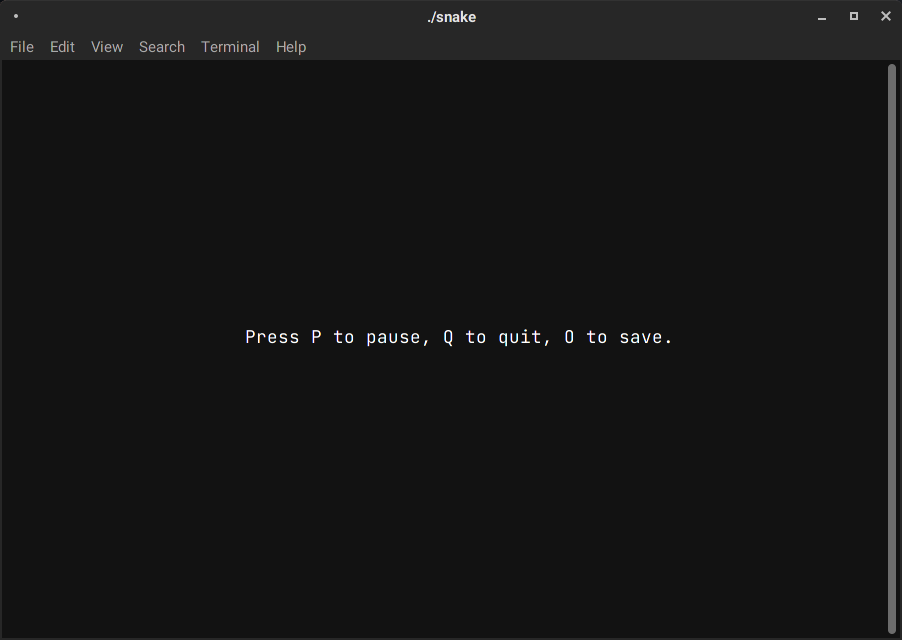 ./snake
File Edit View Search Terminal Help
Press P to pause, Q to quit, O to save.